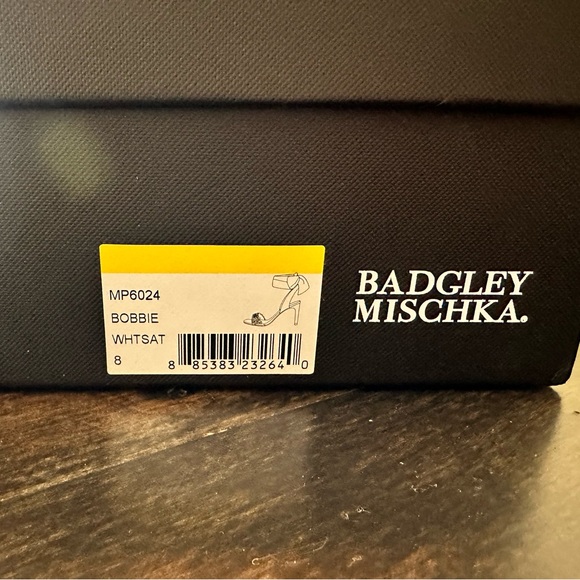 MP6024
BOBBIE
WHTSAT
8
8 85383 23264 0
BADGLEY
MISCHKA.